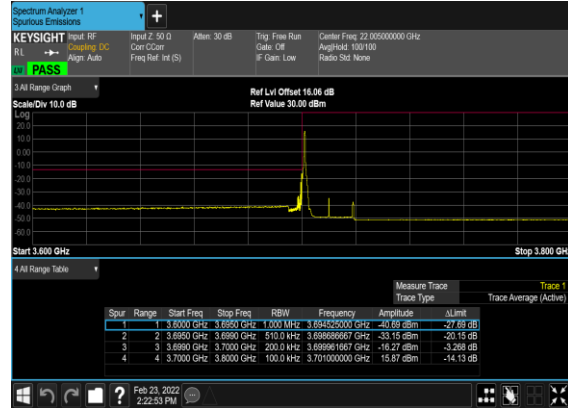 Spectrum Analyzer 1
Spurious Emissions
+
KEYSIGHT Input: RF Input Z: 50 Ω Atten: 30 dB Trig: Free Run Center Freq: 22.005000000 GHz
RL Coupling: DC Corr CCorr Gate: Off Avg|Hold: 100/100
Align: Auto Freq Ref: Int (S) IF Gain: Low Radio Std: None
PASS
3 All Range Graph
Ref Lvl Offset 16.06 dB
Scale/Div 10.0 dB Ref Value 30.00 dBm
Log
20.0
10.0
0.00
-10.0
-20.0
-30.0
-40.0
-50.0
-60.0
Start 3.600 GHz Stop 3.800 GHz
4 All Range Table
Measure Trace Trace 1
Trace Type Trace Average (Active)
Spur Range Start Freq Stop Freq RBW Frequency Amplitude ΔLimit
1 1 3.6000 GHz 3.6950 GHz 1.000 MHz 3.694525000 GHz -40.69 dBm -27.69 dB
2 2 3.6950 GHz 3.6990 GHz 510.0 kHz 3.698686667 GHz -33.15 dBm -20.15 dB
3 3 3.6990 GHz 3.7000 GHz 200.0 kHz 3.699961667 GHz -16.27 dBm -3.268 dB
4 4 3.7000 GHz 3.8000 GHz 100.0 kHz 3.701000000 GHz 15.87 dBm -14.13 dB
?
Feb 23, 2022
2:22:53 PM